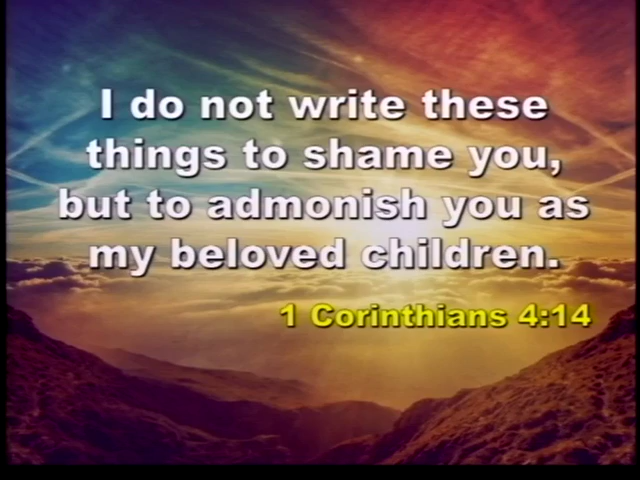 I do not write these
things to shame you,
but to admonish you as
my beloved children.
1 Corinthians 4:14